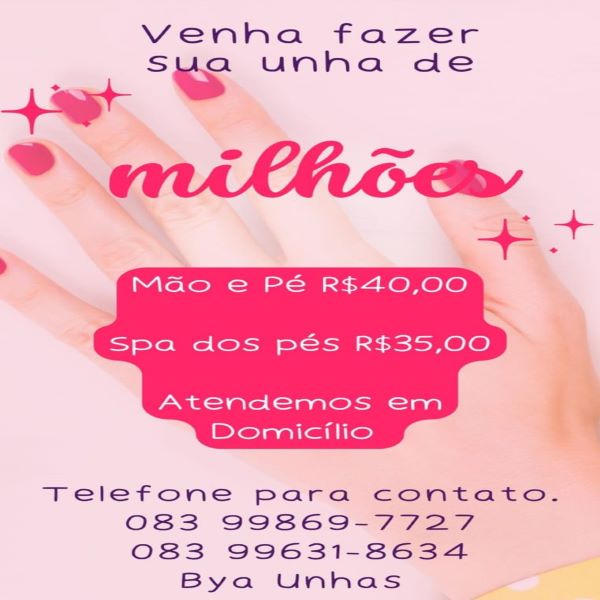 Venha fazer
sua unha de
milhões
Mão e Pé R$40,00
Spa dos pés R$35,00
Atendemos em
Domicílio
Telefone para contato.
083 99869-7727
083 99631-8634
Bya Unhas